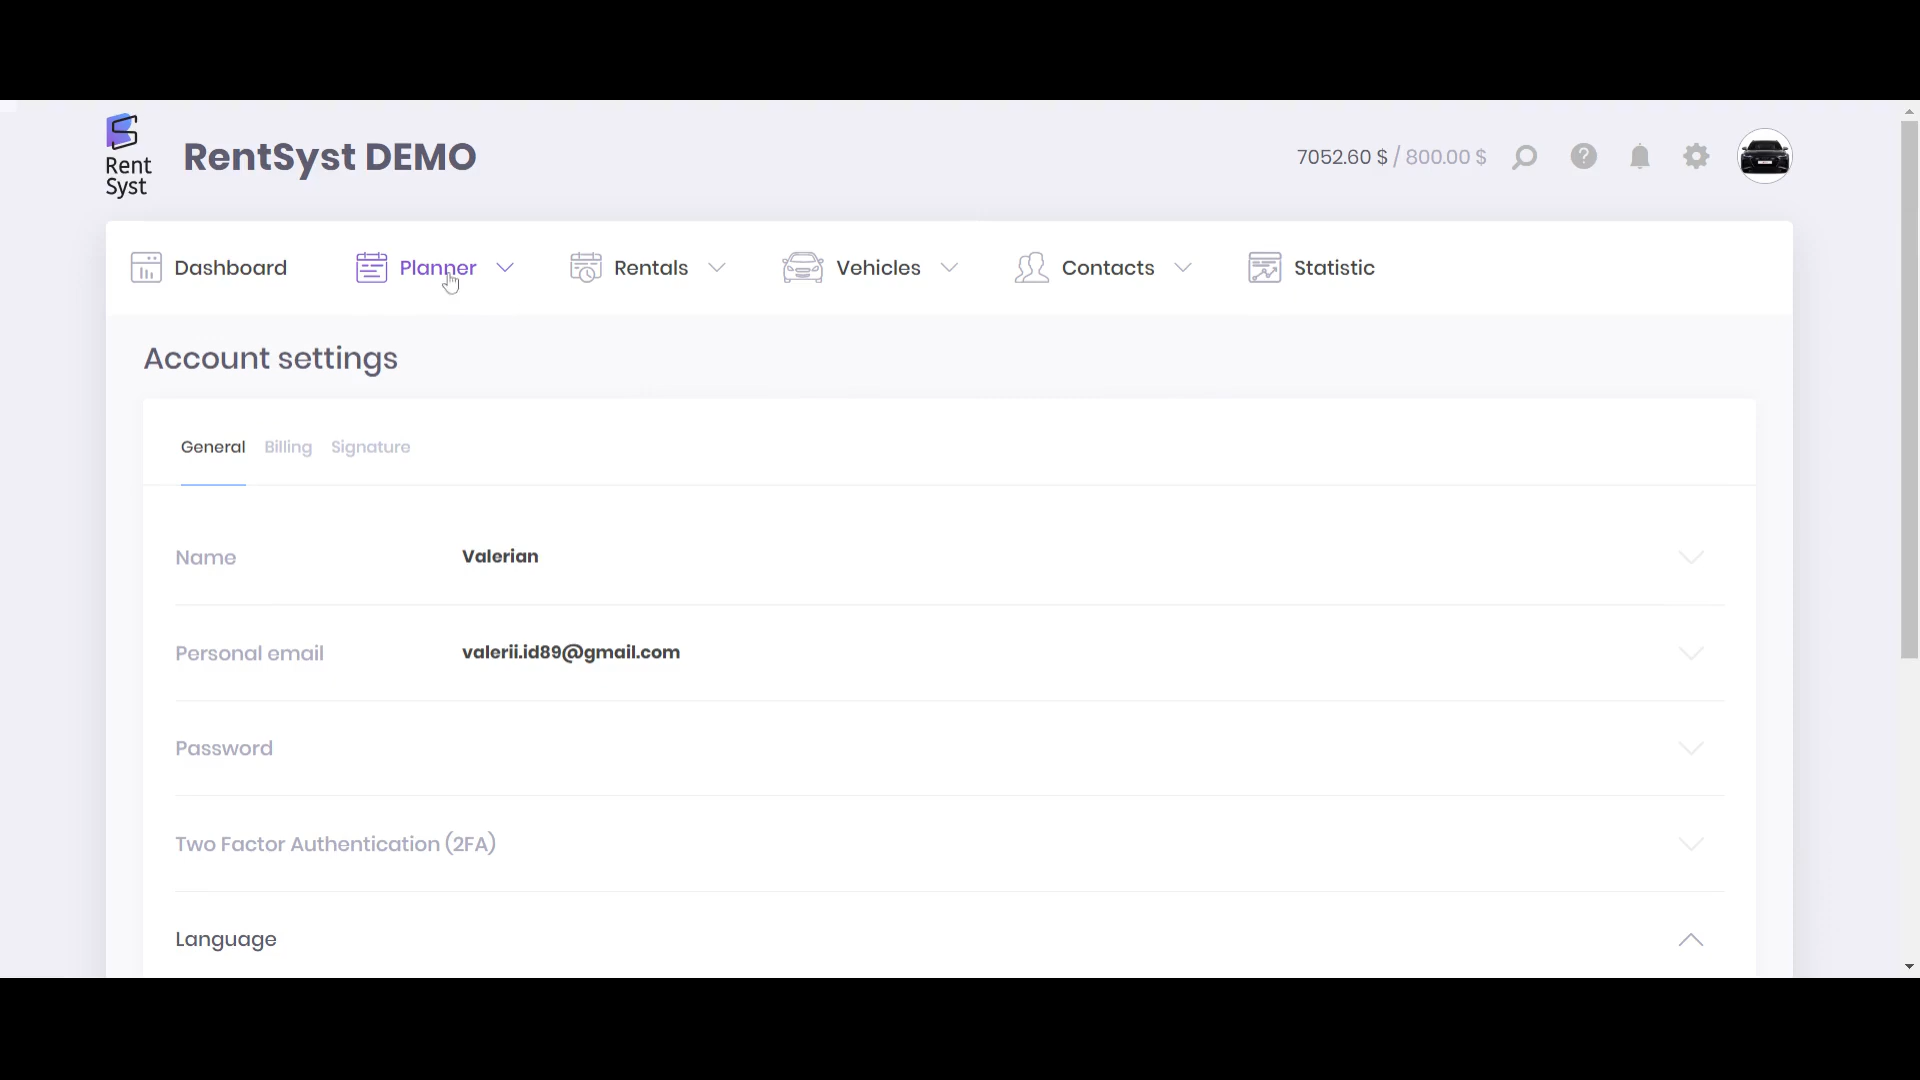 Rent
Syst
RentSyst DEMO
7052.60 $ / 800.00 $
Dashboard
Planner
Rentals
Vehicles
Contacts
Statistic
Account settings
General
Billing
Signature
Name
Valerian
Personal email
valerii.id89@gmail.com
Password
Two Factor Authentication (2FA)
Language